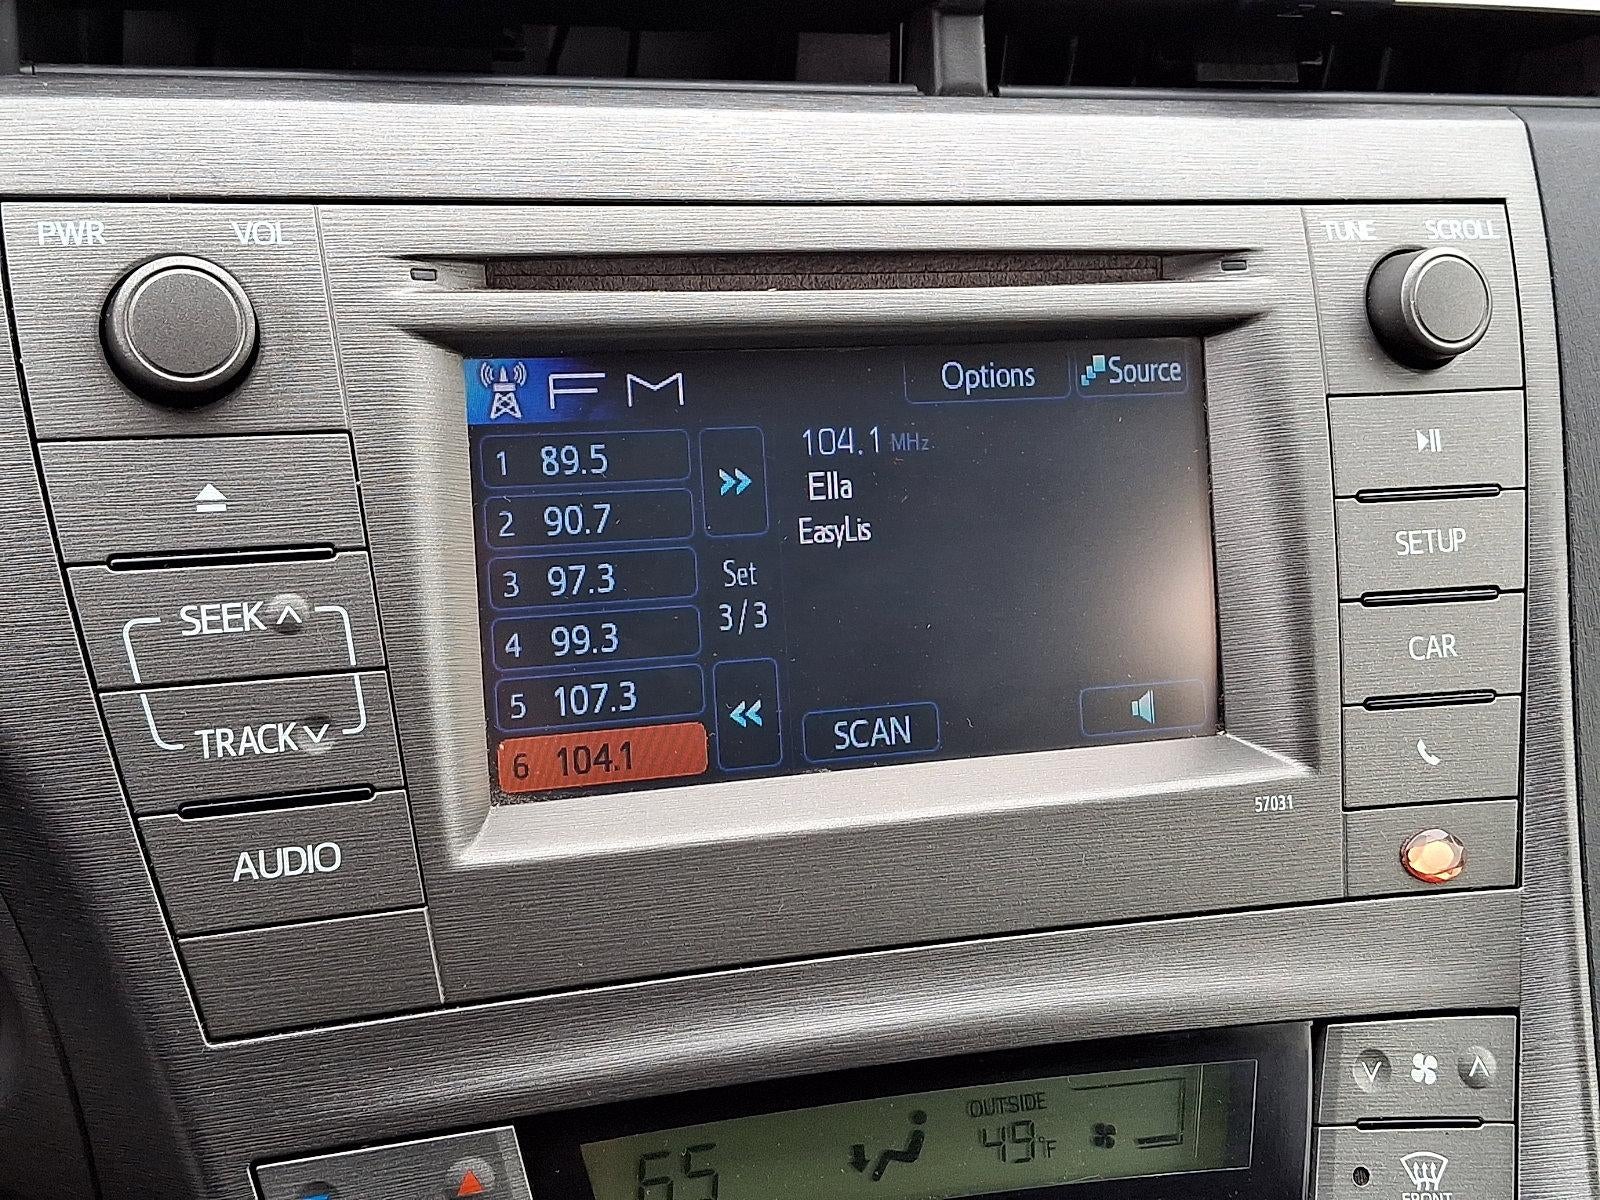 PWR VOL
TUNE SCROLL
FM
Options
Source
1 89.5
2 90.7
3 97.3
4 99.3
5 107.3
6 104.1
Set
3/3
104.1 MHz
Ella
EasyLis
SCAN
SEEK
TRACK
AUDIO
SETUP
CAR
57031
65
OUTSIDE
49°F
FRONT